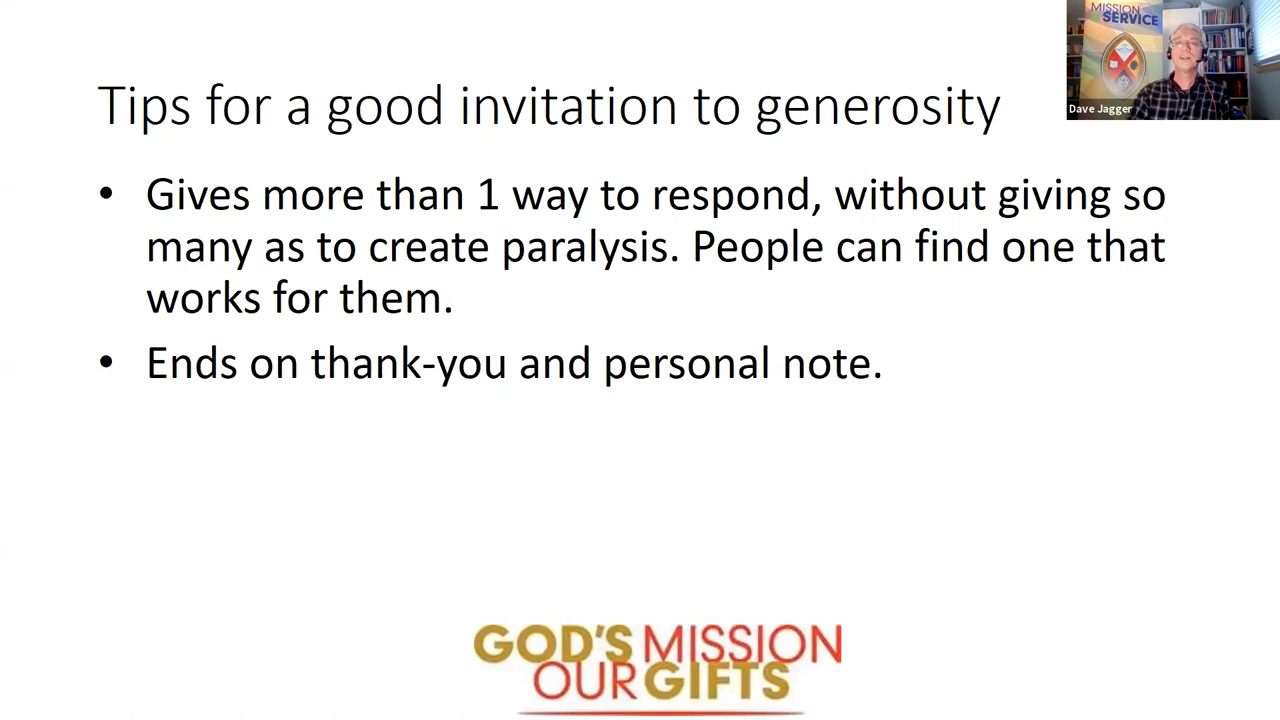 MISSION
SERVICE
Dave Jagger
Tips for a good invitation to generosity
• Gives more than 1 way to respond, without giving so
many as to create paralysis. People can find one that
works for them.
• Ends on thank-you and personal note.
GOD'S MISSION
OUR GIFTS